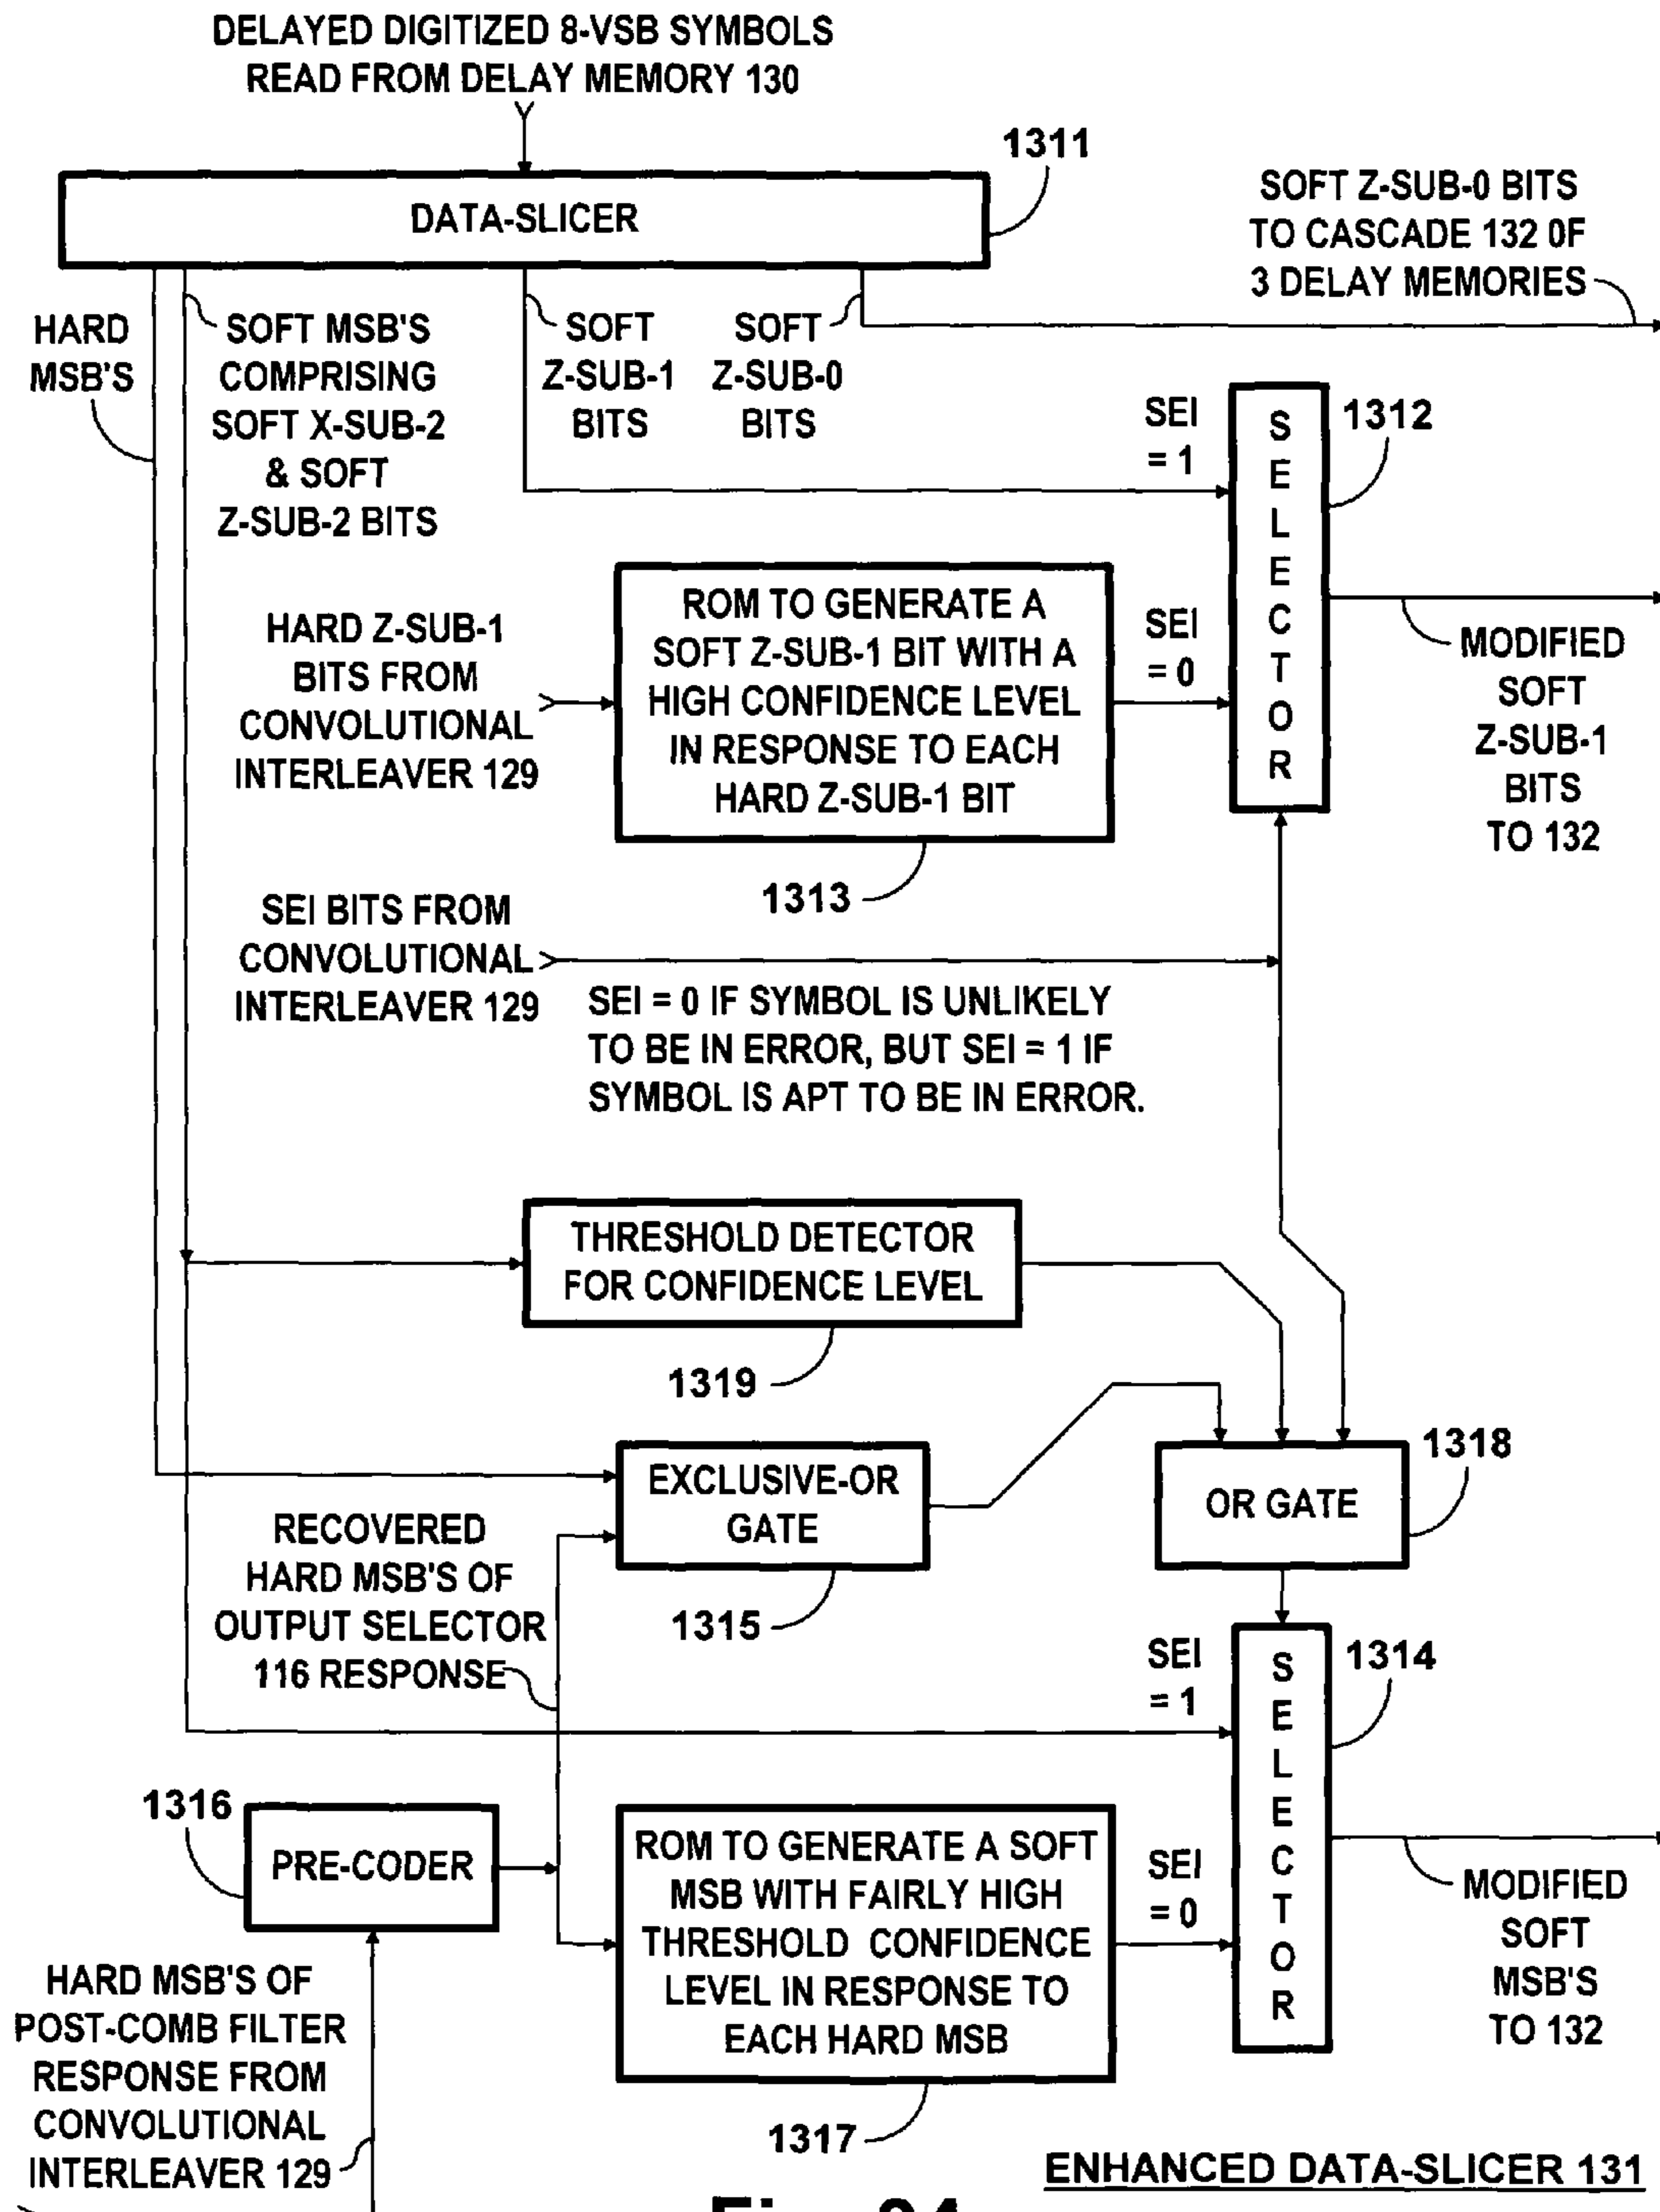 DELAYED DIGITIZED 8-VSB SYMBOLS
READ FROM DELAY MEMORY 130
1311
DATA-SLICER
SOFT Z-SUB-0 BITS
TO CASCADE 132 OF
3 DELAY MEMORIES
HARD
MSB'S
SOFT MSB'S
COMPRISING
SOFT X-SUB-2
& SOFT
Z-SUB-2 BITS
SOFT
Z-SUB-1
BITS
SOFT
Z-SUB-0
BITS
SEI
= 1
SELECTOR
1312
HARD Z-SUB-1
BITS FROM
CONVOLUTIONAL
INTERLEAVER 129
ROM TO GENERATE A
SOFT Z-SUB-1 BIT WITH A
HIGH CONFIDENCE LEVEL
IN RESPONSE TO EACH
HARD Z-SUB-1 BIT
SEI
= 0
MODIFIED
SOFT
Z-SUB-1
BITS
TO 132
1313
SEI BITS FROM
CONVOLUTIONAL
INTERLEAVER 129
SEI = 0 IF SYMBOL IS UNLIKELY
TO BE IN ERROR, BUT SEI = 1 IF
SYMBOL IS APT TO BE IN ERROR.
THRESHOLD DETECTOR
FOR CONFIDENCE LEVEL
1319
EXCLUSIVE-OR
GATE
1315
OR GATE
1318
RECOVERED
HARD MSB'S OF
OUTPUT SELECTOR
116 RESPONSE
SEI
= 1
SELECTOR
1314
1316
PRE-CODER
ROM TO GENERATE A SOFT
MSB WITH FAIRLY HIGH
THRESHOLD CONFIDENCE
LEVEL IN RESPONSE TO
EACH HARD MSB
SEI
= 0
MODIFIED
SOFT
MSB'S
TO 132
1317
HARD MSB'S OF
POST-COMB FILTER
RESPONSE FROM
CONVOLUTIONAL
INTERLEAVER 129
ENHANCED DATA-SLICER 131